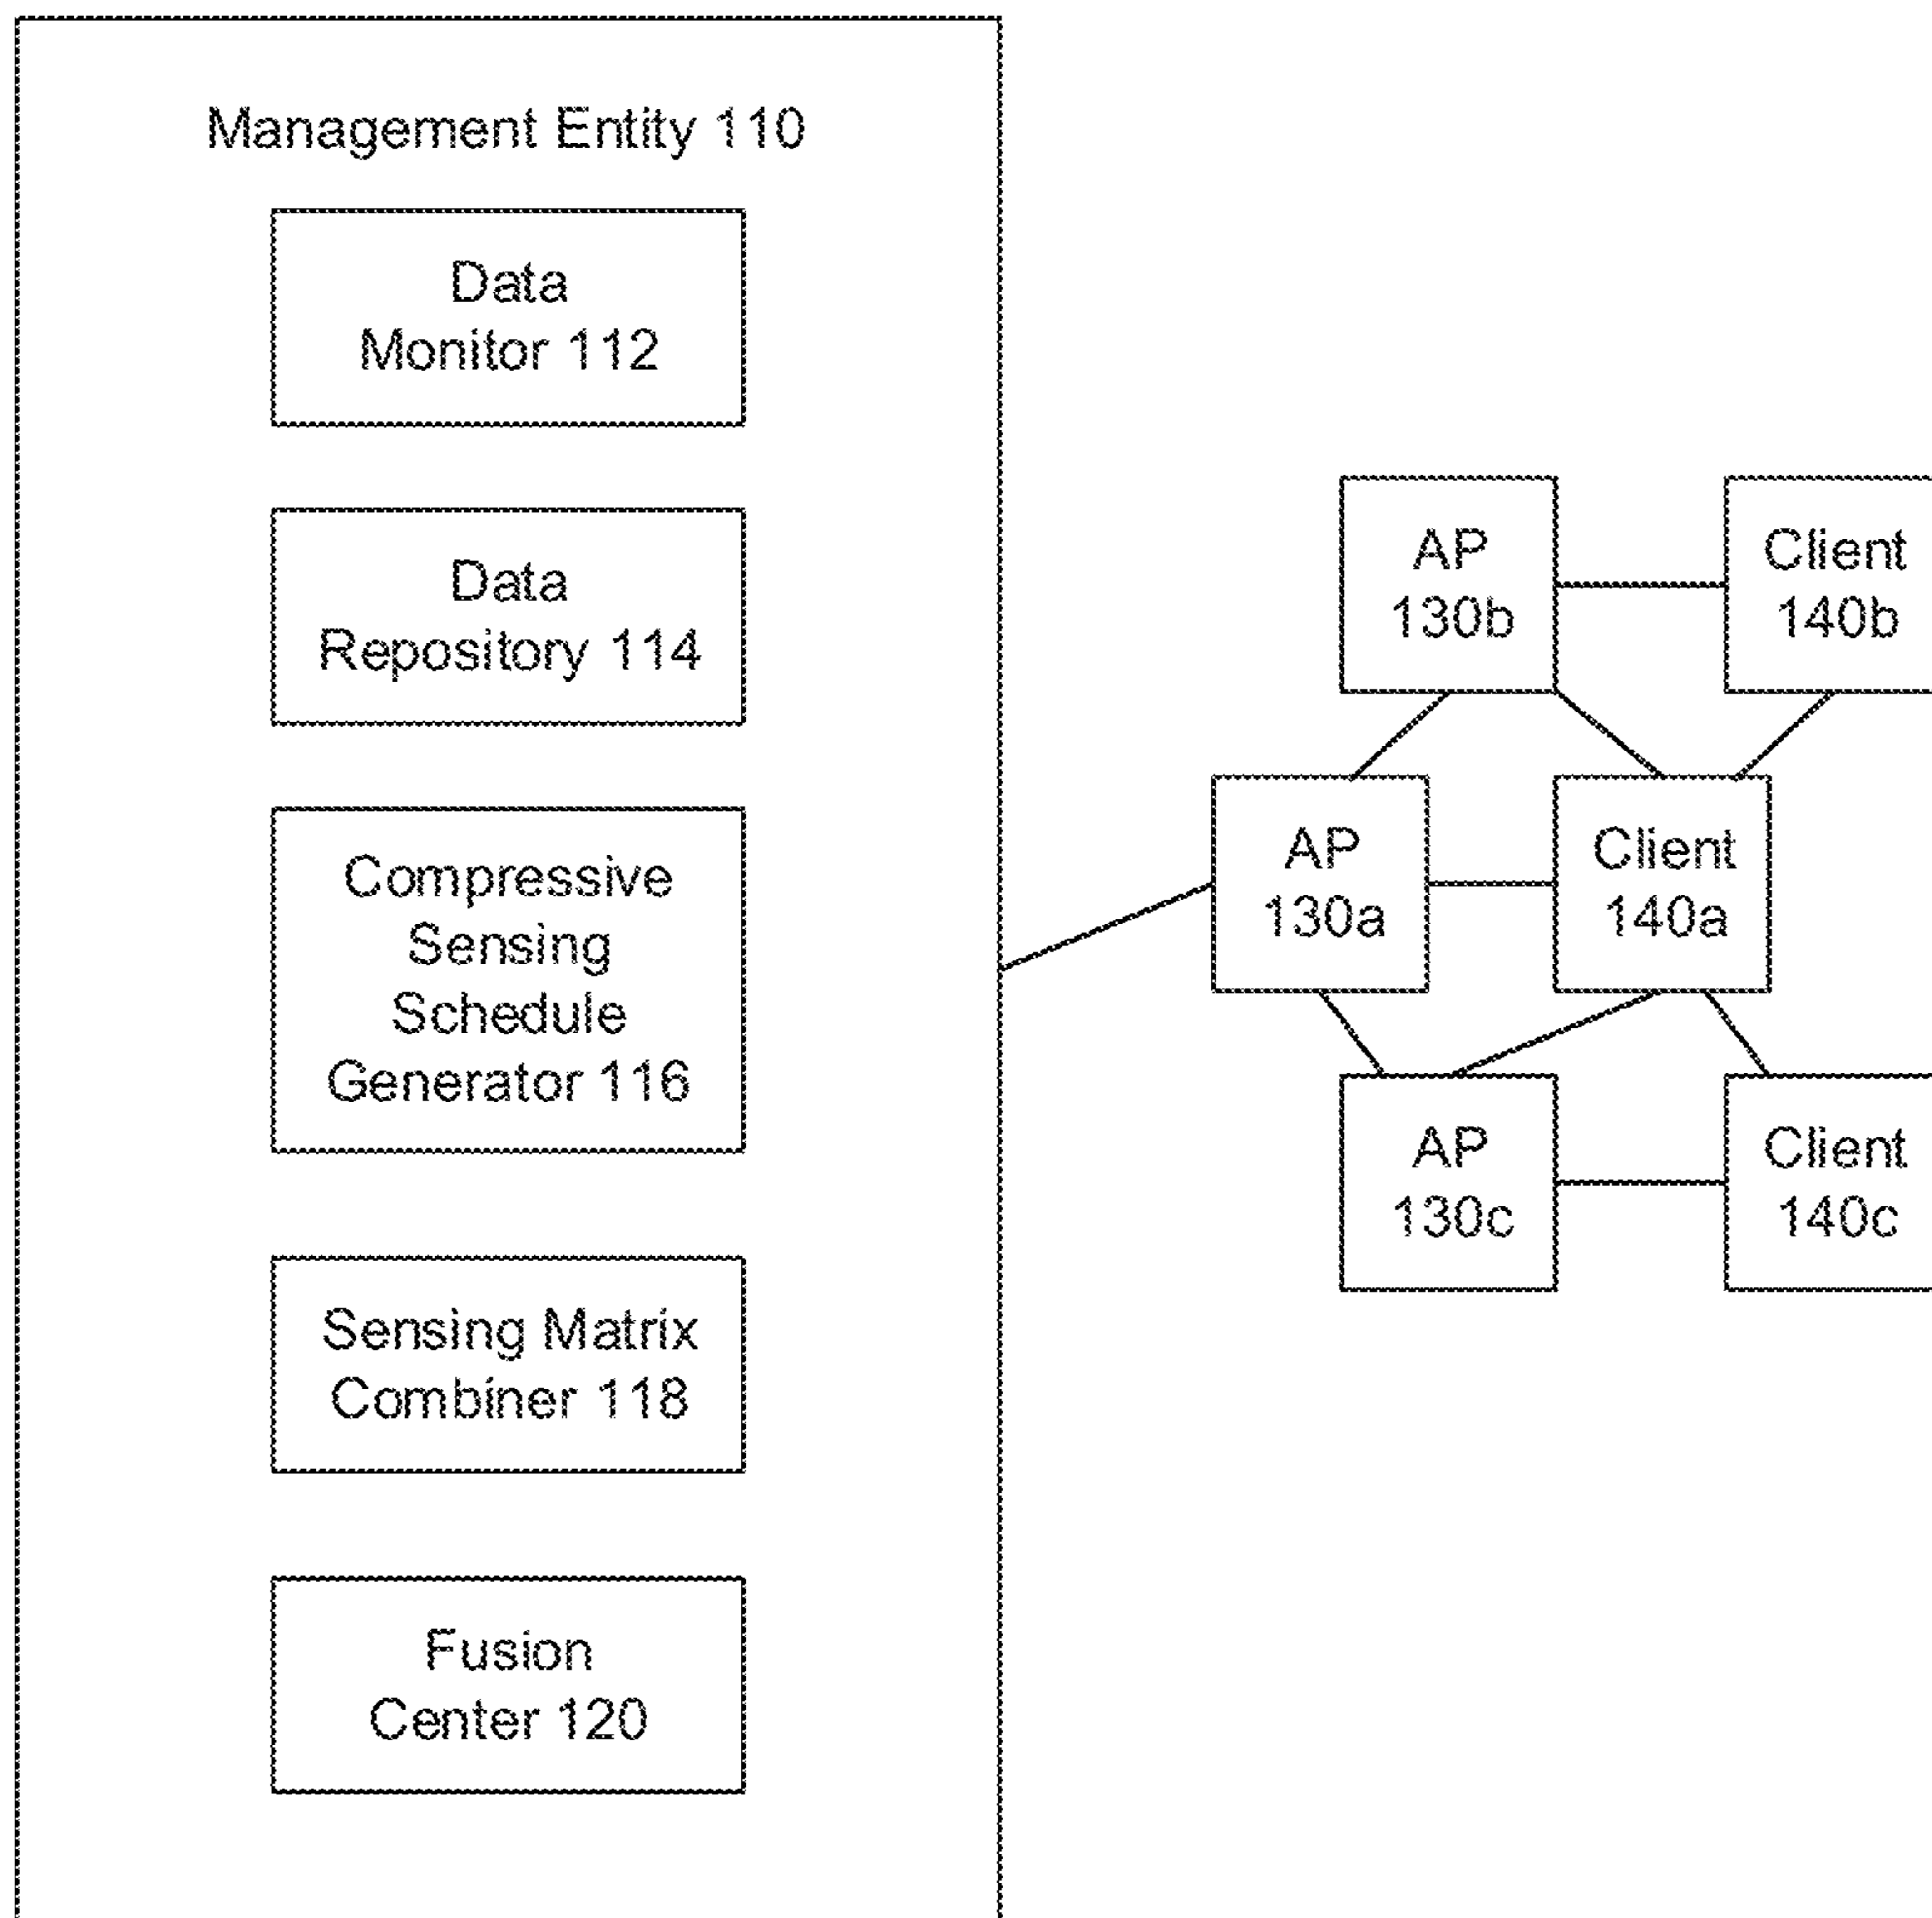 Management Entity 110
Data
Monitor 112
Data
Repository 114
Compressive
Sensing
Schedule
Generator 116
Sensing Matrix
Combiner 118
Fusion
Center 120
AP
130b
Client
140b
AP
130a
Client
140a
AP
130c
Client
140c